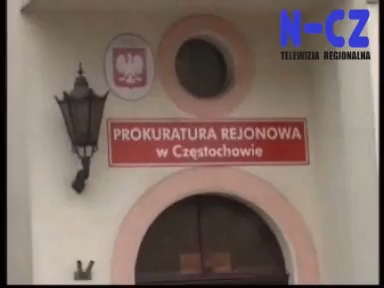 N-CZ
TELEWIZJA REGIONALNA
PROKURATURA REJONOWA
w Częstochowie